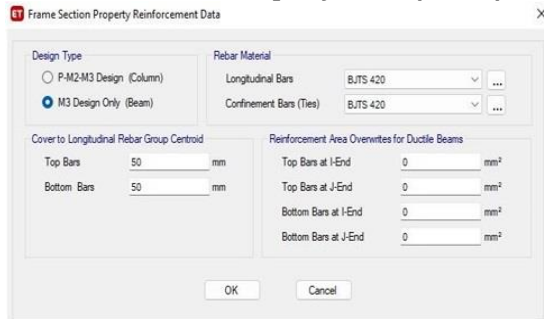 ET Frame Section Property Reinforcement Data
Design Type
P-M2-M3 Design (Column)
M3 Design Only (Beam)
Rebar Material
Longitudinal Bars BJTS 420 ...
Confinement Bars (Ties) BJTS 420 ...
Cover to Longitudinal Rebar Group Centroid
Top Bars 50 mm
Bottom Bars 50 mm
Reinforcement Area Overwrites for Ductile Beams
Top Bars at I-End 0 mm²
Top Bars at J-End 0 mm²
Bottom Bars at I-End 0 mm²
Bottom Bars at J-End 0 mm²
OK Cancel